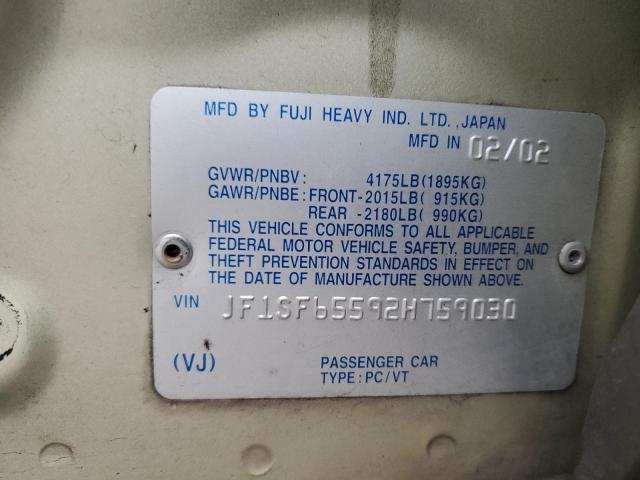 MFD BY FUJI HEAVY IND. LTD., JAPAN
MFD IN 02/02
GVWR/PNBV: 4175LB(1895KG)
GAWR/PNBE: FRONT-2015LB( 915KG)
REAR -2180LB( 990KG)
THIS VEHICLE CONFORMS TO ALL APPLICABLE
FEDERAL MOTOR VEHICLE SAFETY, BUMPER, AND
THEFT PREVENTION STANDARDS IN EFFECT ON
THE DATE OF MANUFACTURE SHOWN ABOVE.
VIN JF1SF65592H759030
(VJ) PASSENGER CAR
TYPE: PC/VT